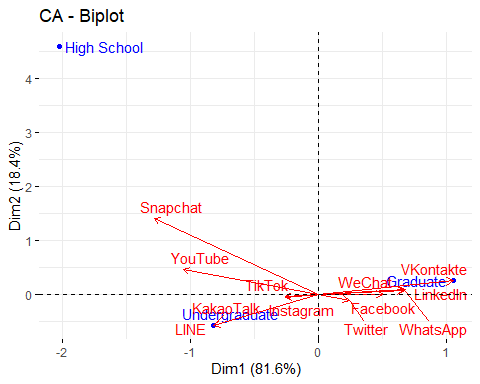 CA - Biplot
High School
Snapchat
YouTube
TikTok
WeChat
VKontakte
Graduate
LinkedIn
KakaoTalk
Instagram
Facebook
Undergraduate
LINE
Twitter
WhatsApp
4
3
2
1
0
-2
-1
0
1
Dim1 (81.6%)
Dim2 (18.4%)